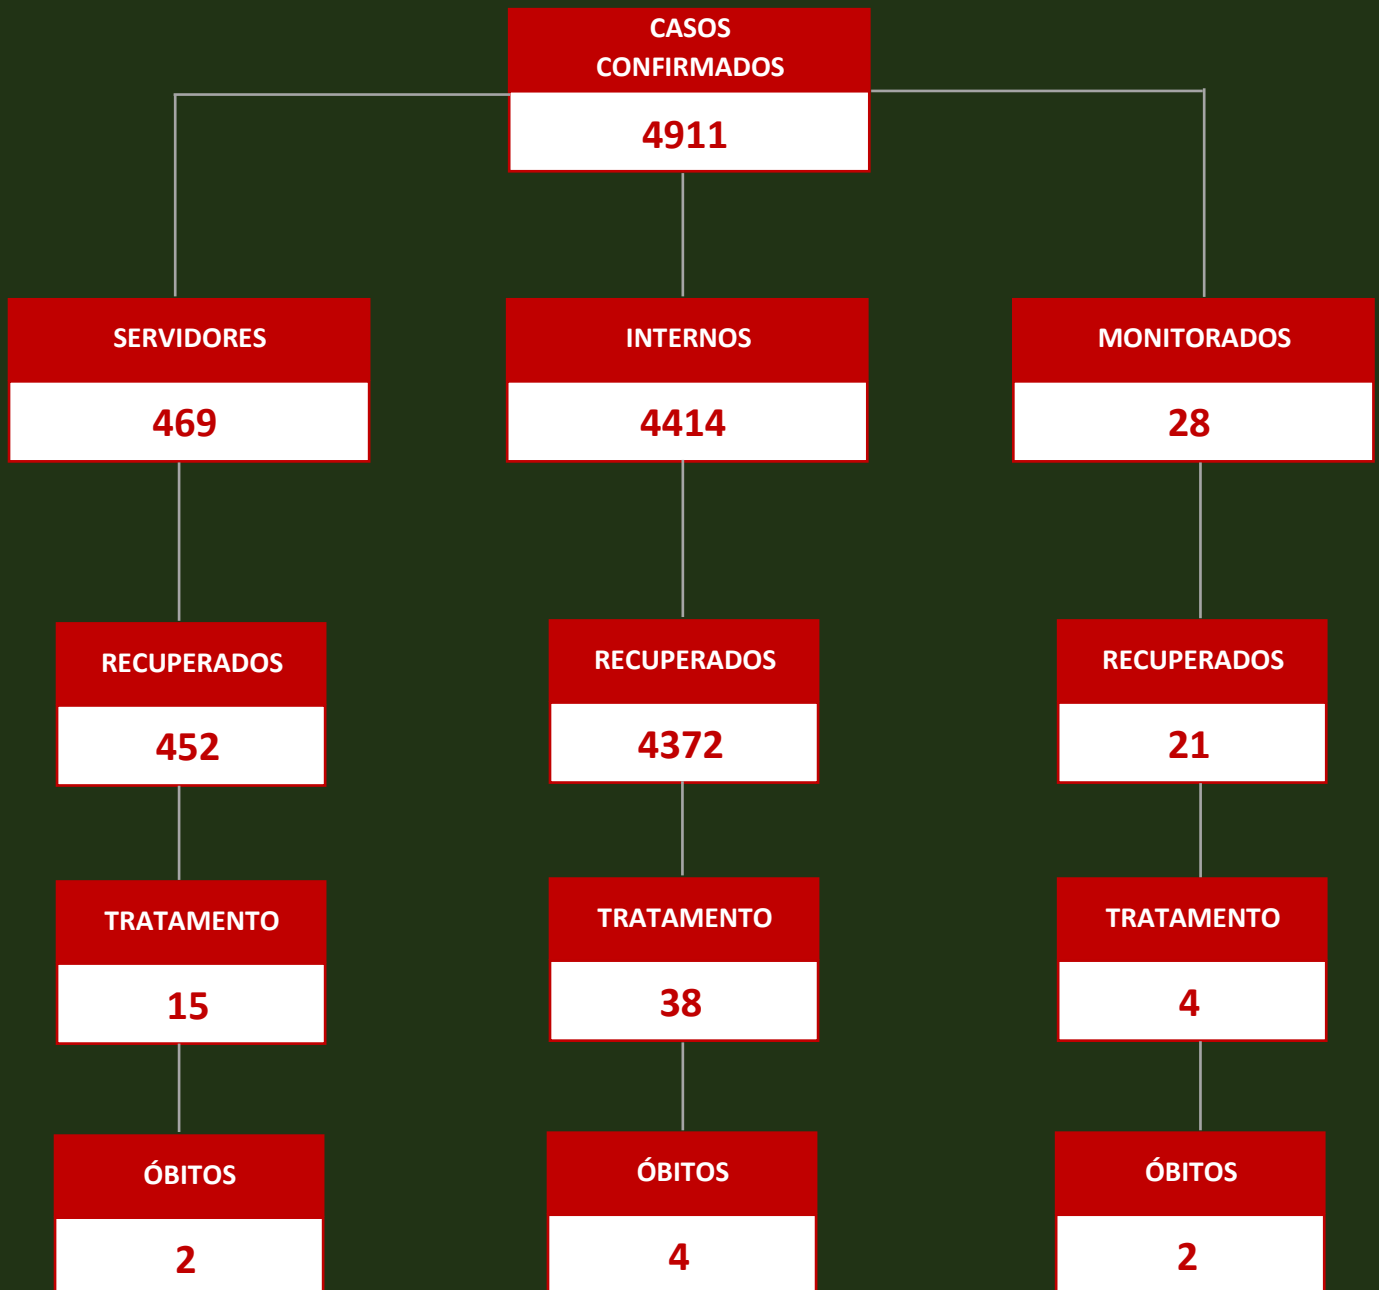 CASOS
CONFIRMADOS
4911
SERVIDORES
469
INTERNOS
4414
MONITORADOS
28
RECUPERADOS
452
RECUPERADOS
4372
RECUPERADOS
21
TRATAMENTO
15
TRATAMENTO
38
TRATAMENTO
4
ÓBITOS
2
ÓBITOS
4
ÓBITOS
2